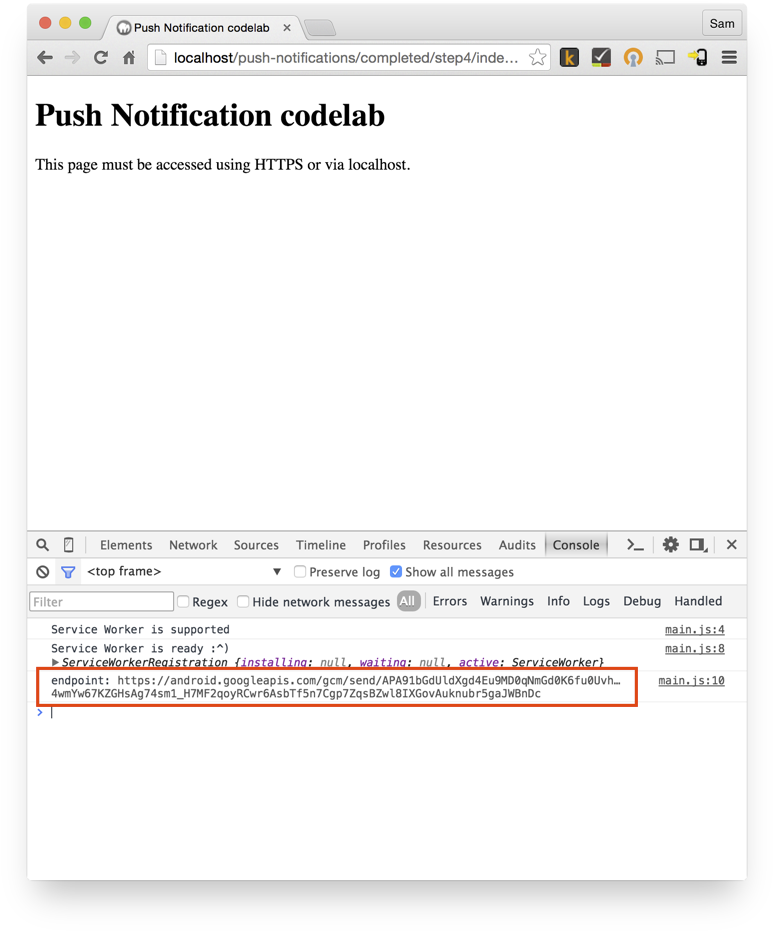 Push Notification codelab
Sam
localhost/push-notifications/completed/step4/inde...
k
Push Notification codelab
This page must be accessed using HTTPS or via localhost.
Elements Network Sources Timeline Profiles Resources Audits Console
<top frame> Preserve log Show all messages
Filter Regex Hide network messages All Errors Warnings Info Logs Debug Handled
Service Worker is supported main.js:4
Service Worker is ready :^) main.js:8
ServiceWorkerRegistration {installing: null, waiting: null, active: ServiceWorker}
endpoint: https://android.googleapis.com/gcm/send/APA91bGdUldXgd4Eu9MD0qNmGd0K6fu0Uvh… main.js:10
4wmYw67KZGHsAg74sm1_H7MF2qoyRCwr6AsbTf5n7Cgp7ZqsBZwl8IXGovAuknubr5gaJWBnDc